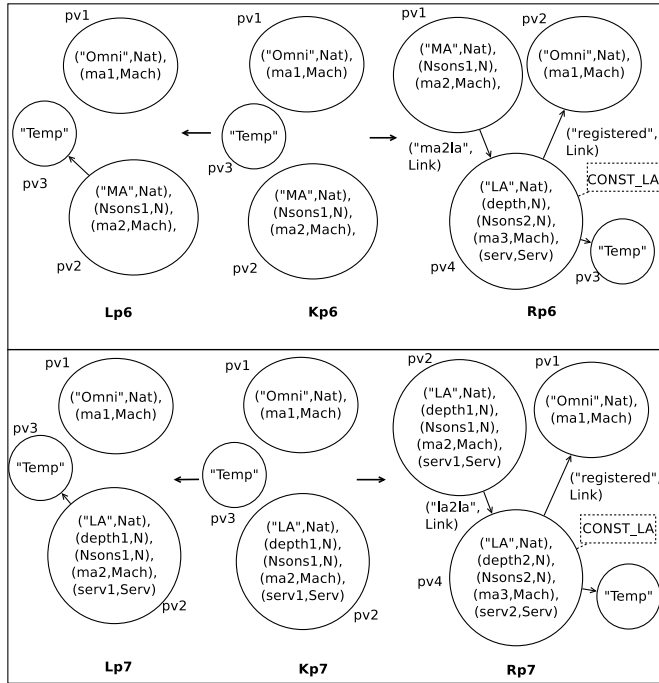 pv1
("Omni",Nat),
(ma1,Mach)
"Temp"
pv3
("MA",Nat),
(Nsons1,N),
(ma2,Mach),
pv2
Lp6
pv1
("Omni",Nat),
(ma1,Mach)
"Temp"
pv3
("MA",Nat),
(Nsons1,N),
(ma2,Mach),
pv2
Kp6
pv1
("MA",Nat),
(Nsons1,N)
(ma2,Mach),
pv2
("Omni",Nat),
(ma1,Mach)
("ma2la",
Link)
("registered",
Link)
CONST_LA
("LA",Nat),
(depth,N),
(Nsons2,N),
(ma3,Mach),
(serv,Serv)
pv4
"Temp"
pv3
Rp6
pv1
("Omni",Nat),
(ma1,Mach)
pv3
"Temp"
("LA",Nat),
(depth1,N),
(Nsons1,N),
(ma2,Mach),
(serv1,Serv)
pv2
Lp7
pv1
("Omni",Nat),
(ma1,Mach)
"Temp"
pv3
("LA",Nat),
(depth1,N),
(Nsons1,N),
(ma2,Mach),
(serv1,Serv)
pv2
Kp7
pv2
("LA",Nat),
(depth1,N),
(Nsons1,N),
(ma2,Mach),
(serv1,Serv)
pv1
("Omni",Nat),
(ma1,Mach)
("la2la",
Link)
("registered",
Link)
CONST_LA
("LA",Nat),
(depth2,N),
(Nsons2,N),
(ma3,Mach),
(serv2,Serv)
pv4
"Temp"
Rp7